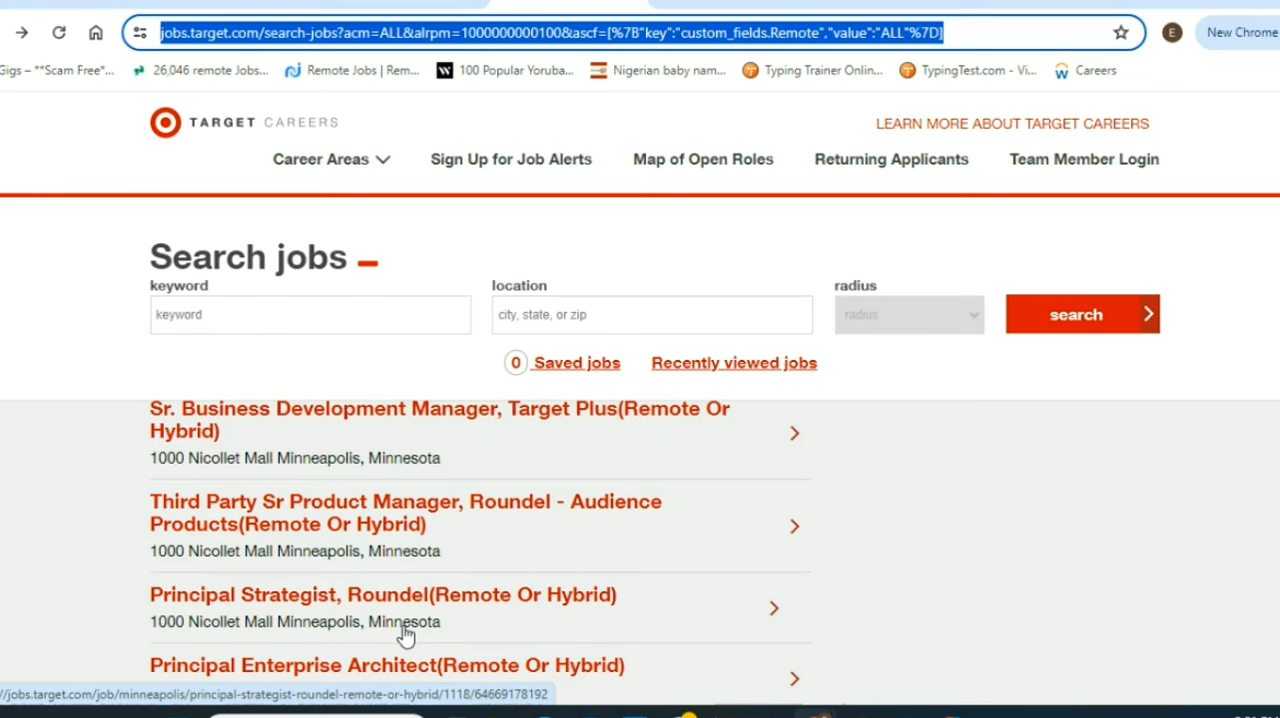 jobs.target.com/search-jobs?acm=ALL&alrpm=1000000000100&ascf=[%7B"key":"custom_fields.Remote","value":"ALL"%7D]
E
New Chrome
Gigs – **Scam Free*...
26,046 remote Jobs...
Remote Jobs | Rem...
W
100 Popular Yoruba...
Nigerian baby nam...
Typing Trainer Onlin...
TypingTest.com - Vi...
Careers
TARGET CAREERS
LEARN MORE ABOUT TARGET CAREERS
Career Areas
Sign Up for Job Alerts
Map of Open Roles
Returning Applicants
Team Member Login
Search jobs
keyword
location
radius
keyword
city, state, or zip
radius
search
0 Saved jobs
Recently viewed jobs
Sr. Business Development Manager, Target Plus(Remote Or
Hybrid)
1000 Nicollet Mall Minneapolis, Minnesota
Third Party Sr Product Manager, Roundel - Audience
Products(Remote Or Hybrid)
1000 Nicollet Mall Minneapolis, Minnesota
Principal Strategist, Roundel(Remote Or Hybrid)
1000 Nicollet Mall Minneapolis, Minnesota
Principal Enterprise Architect(Remote Or Hybrid)
//jobs.target.com/job/minneapolis/principal-strategist-roundel-remote-or-hybrid/1118/64669178192